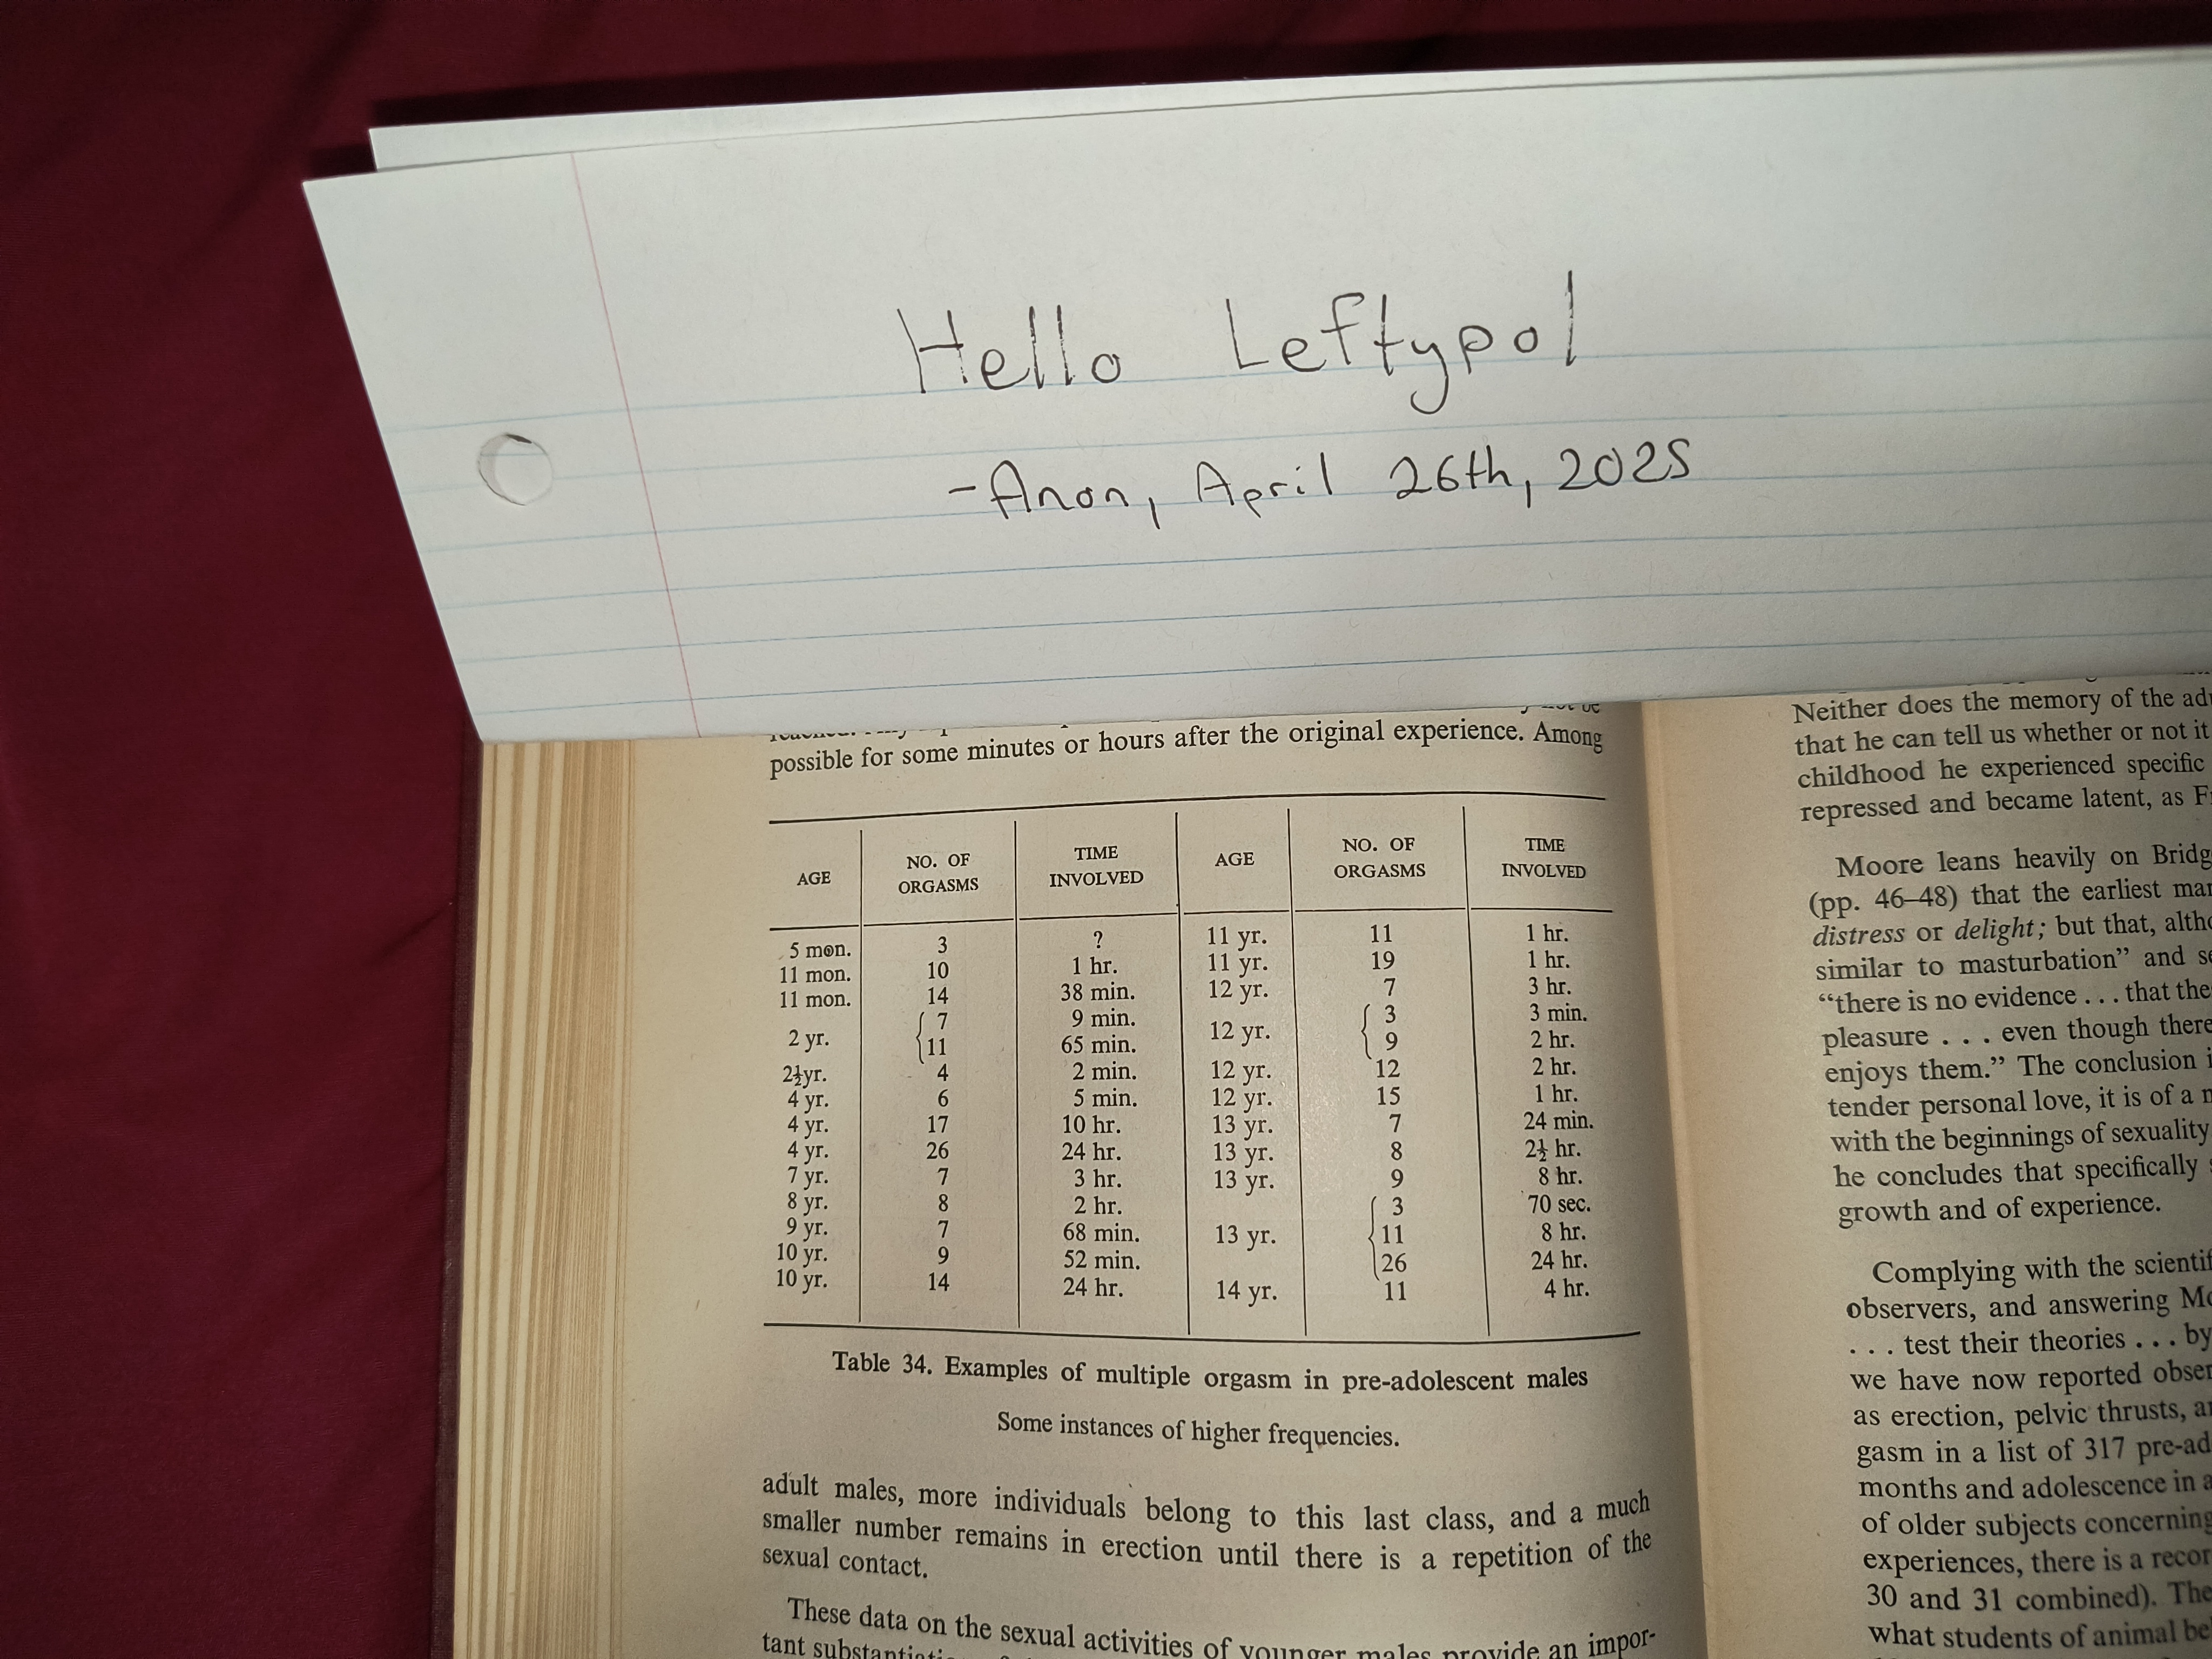 Hello Leftypol
-Anon, April 26th, 2025
possible for some minutes or hours after the original experience. Among
AGE NO. OF ORGASMS TIME INVOLVED AGE NO. OF ORGASMS TIME INVOLVED
5 mon. 3 ? 11 yr. 11 1 hr.
11 mon. 10 1 hr. 11 yr. 19 1 hr.
11 mon. 14 38 min. 12 yr. 7 3 hr.
2 yr. { 7 9 min. 12 yr. { 3 3 min.
11 65 min. 9 2 hr.
2½yr. 4 2 min. 12 yr. 12 2 hr.
4 yr. 6 5 min. 12 yr. 15 1 hr.
4 yr. 17 10 hr. 13 yr. 7 24 min.
4 yr. 26 24 hr. 13 yr. 8 2½ hr.
7 yr. 7 3 hr. 13 yr. 9 8 hr.
8 yr. 8 2 hr. 13 yr. { 3 70 sec.
9 yr. 7 68 min. 11 8 hr.
10 yr. 9 52 min. 26 24 hr.
10 yr. 14 24 hr. 14 yr. 11 4 hr.
Table 34. Examples of multiple orgasm in pre-adolescent males
Some instances of higher frequencies.
adult males, more individuals belong to this last class, and a much
smaller number remains in erection until there is a repetition of the
sexual contact.
These data on the sexual activities of younger males provide an impor-
Neither does the memory of the
that he can tell us whether or not it
childhood he experienced specific
repressed and became latent, as
Moore leans heavily on
(pp. 46–48) that the earliest
distress or delight; but that,
similar to masturbation” and
“there is no evidence . . . that
pleasure . . . even though there
enjoys them.” The conclusion
tender personal love, it is of a
with the beginnings of sexuality
he concludes that specifically
growth and of experience.
Complying with the
observers, and answering
. . . test their theories . . . by
we have now reported
as erection, pelvic thrusts,
in a list of 317
months and adolescence in
of older subjects concerning
experiences, there is a
30 and 31 combined).
what students of animal